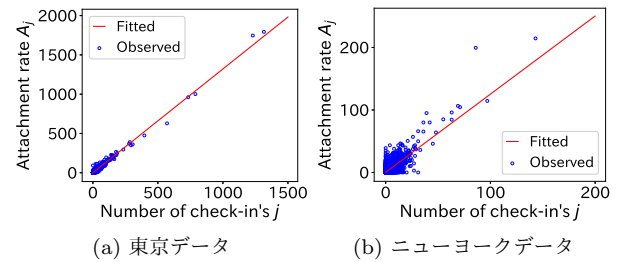 Attachment rate Aj
2000
1500
1000
500
0
Fitted
Observed
0
500
1000
1500
Number of check-in's j
(a) 東京データ
Attachment rate Aj
200
100
0
Fitted
Observed
0
100
200
Number of check-in's j
(b) ニューヨークデータ